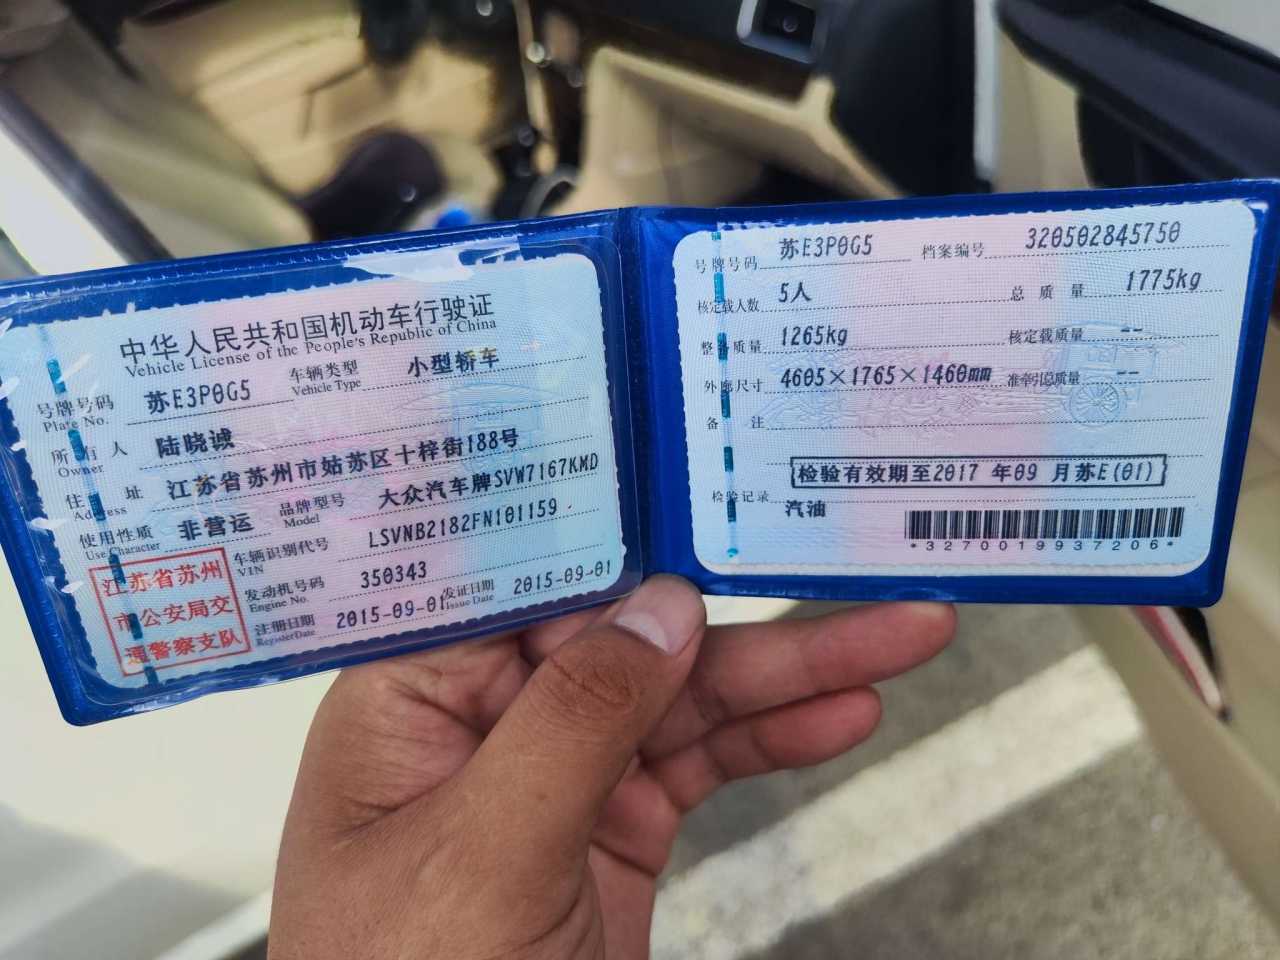 中华人民共和国机动车行驶证
Vehicle License of the People's Republic of China
号牌号码 苏E3P0G5 车辆类型 小型轿车
Plate No. Vehicle Type
所有人 陆晓诚
Owner
住址 江苏省苏州市姑苏区十梓街188号
Address
使用性质 非营运 品牌型号 大众汽车牌SVW7167KMD
Use Character Model
江苏省苏州
市公安局交
通警察支队
车辆识别代号 LSVNB2182FN101159
VIN
发动机号码 350343
Engine No.
注册日期 2015-09-01 发证日期 2015-09-01
RegisterDate Issue Date
号牌号码 苏E3P0G5 档案编号 320502845750
核定载人数 5人 总质量 1775kg
整备质量 1265kg 核定载质量 --
外廓尺寸 4605×1765×1460mm 准牵引总质量 --
备注
检验有效期至2017 年09 月苏E(01)
检验记录 汽油
*3270019937206*